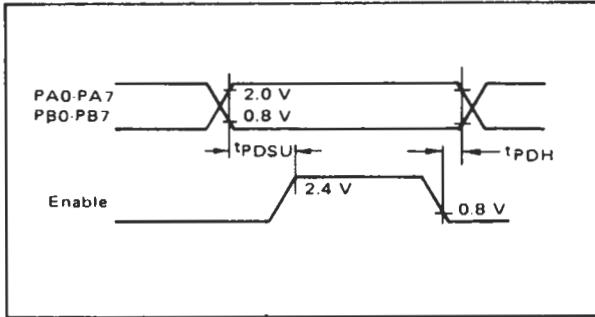 PA0-PA7
PB0-PB7
2.0 V
0.8 V
tPDSU
tPDH
Enable
2.4 V
0.8 V